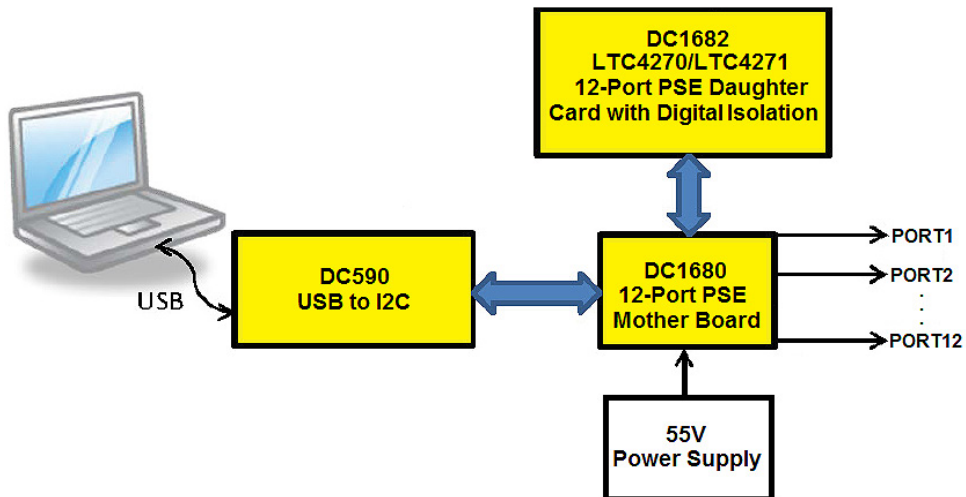 DC1682
LTC4270/LTC4271
12-Port PSE Daughter
Card with Digital Isolation
USB
DC590
USB to I2C
DC1680
12-Port PSE
Mother Board
PORT1
PORT2
PORT12
55V
Power Supply